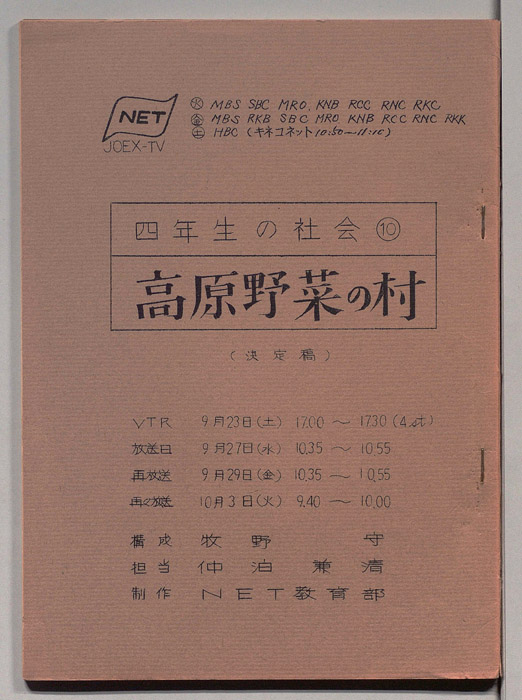 NET
JOEX-TV
㊌ MBS SBC MRO, KNB RCC RNC RKC
㊎ MBS RKB SBC MRO KNB RCC RNC RKK
㊏ HBC (キネコネット10:50〜11:10)
四年生の社会⑩
高原野菜の村
(決定稿)
VTR 9月23日(土) 17.00 〜 17.30 (4.st)
放送日 9月27日(水) 10.35 〜 10.55
再放送 9月29日(金) 10.35 〜 10.55
再々放送 10月3日(火) 9.40 〜 10.00
構成 牧野 守
担当 仲泊 兼清
制作 NET教育部